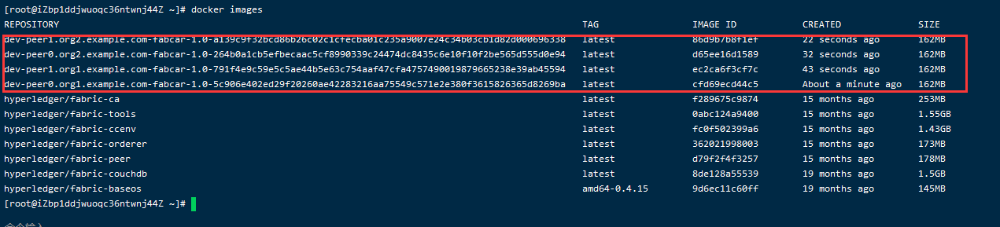 [root@iZbp1ddjwuoqc36ntwnj44Z ~]# docker images
REPOSITORY TAG IMAGE ID CREATED SIZE
dev-peer1.org2.example.com-fabcar-1.0-a139c9f32bcd86b26c02c1cfecba01c235a9007e24c34b03cb1d82d000696338 latest 86d9b7b8f1ef 22 seconds ago 162MB
dev-peer0.org2.example.com-fabcar-1.0-264b0a1cb5efbecaac5cf8990339c24474dc8435c6e10f10f2be565d555d0e94 latest d65ee16d1589 32 seconds ago 162MB
dev-peer1.org1.example.com-fabcar-1.0-791f4e9c59e5c5ae44b5e63c754aaf47cfa4757490019879665238e39ab45594 latest ec2ca6f3cf7c 43 seconds ago 162MB
dev-peer0.org1.example.com-fabcar-1.0-5c906e402ed29f20260ae42283216aa75549c571e2e380f3615826365d8269ba latest cfd69ecd44c5 About a minute ago 162MB
hyperledger/fabric-ca latest f289675c9874 15 months ago 253MB
hyperledger/fabric-tools latest 0abc124a9400 15 months ago 1.55GB
hyperledger/fabric-ccenv latest fc0f502399a6 15 months ago 1.43GB
hyperledger/fabric-orderer latest 362021998003 15 months ago 173MB
hyperledger/fabric-peer latest d79f2f4f3257 15 months ago 178MB
hyperledger/fabric-couchdb latest 8de128a55539 19 months ago 1.5GB
hyperledger/fabric-baseos amd64-0.4.15 9d6ec11c60ff 19 months ago 145MB
[root@iZbp1ddjwuoqc36ntwnj44Z ~]#